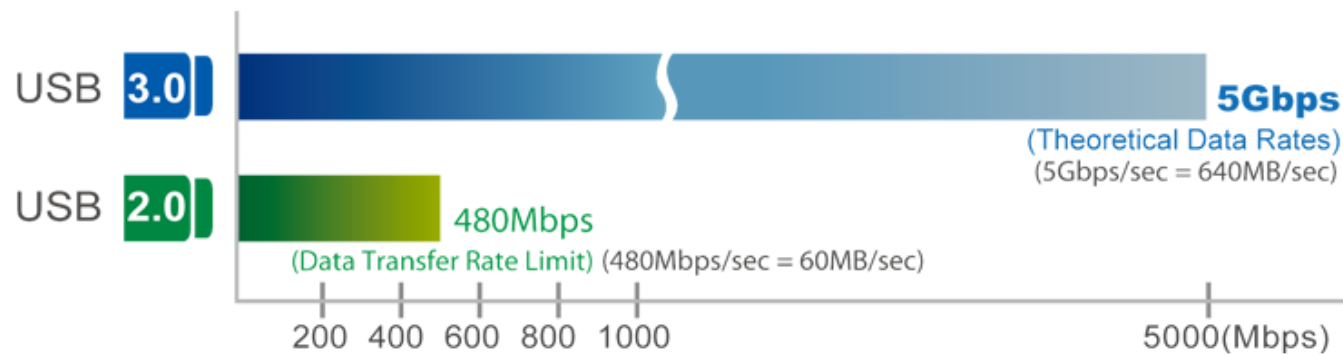 USB 3.0
5Gbps
(Theoretical Data Rates)
(5Gbps/sec = 640MB/sec)
USB 2.0
480Mbps
(Data Transfer Rate Limit) (480Mbps/sec = 60MB/sec)
200 400 600 800 1000 5000(Mbps)